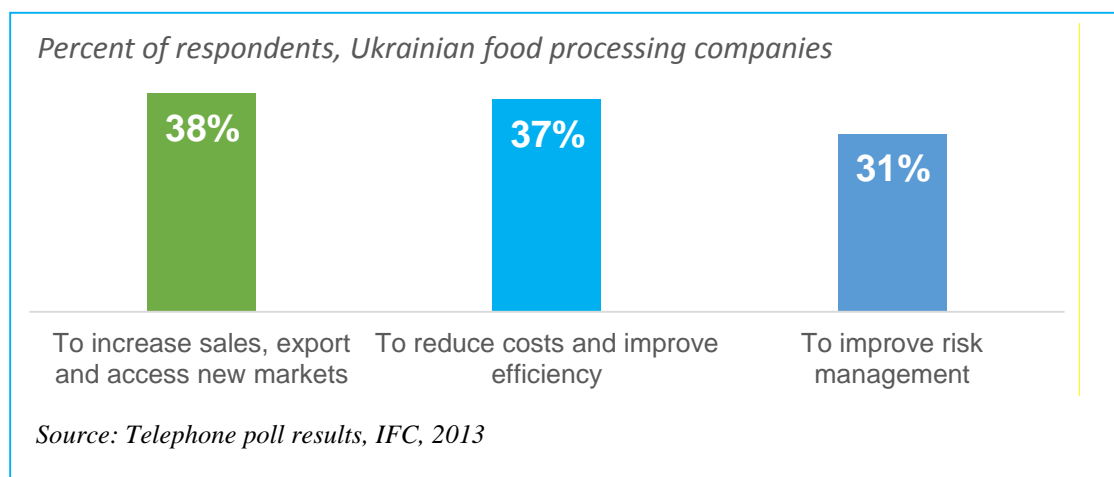 Percent of respondents, Ukrainian food processing companies
38%
37%
31%
To increase sales, export
and access new markets
To reduce costs and improve
efficiency
To improve risk
management
Source: Telephone poll results, IFC, 2013